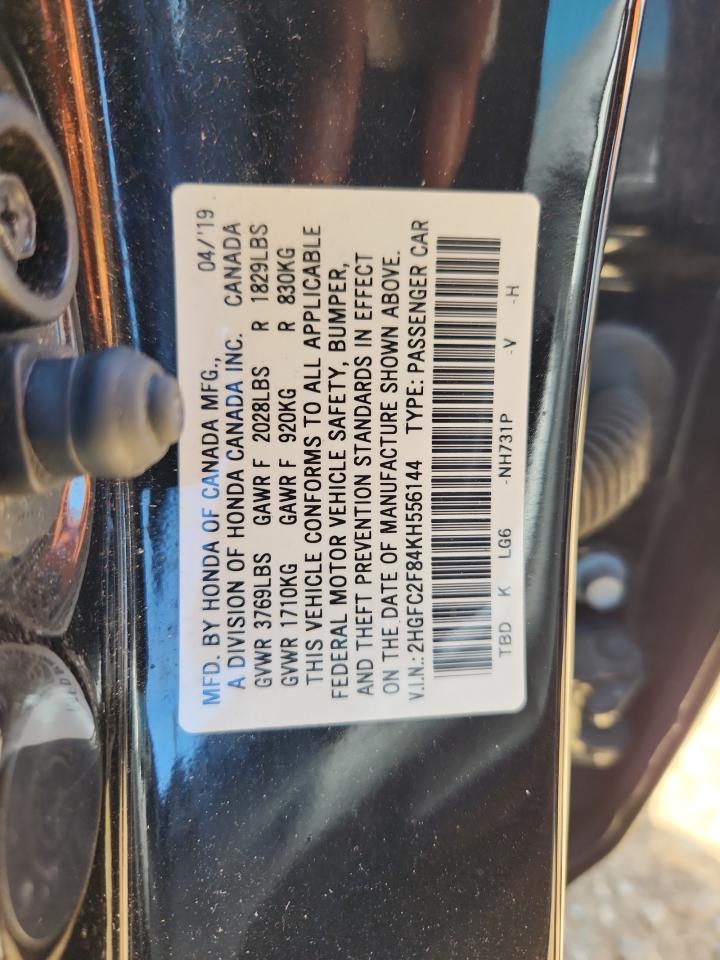 MFD. BY HONDA OF CANADA MFG., 04/'19
A DIVISION OF HONDA CANADA INC. CANADA
GVWR 3769LBS GAWR F 2028LBS R 1829LBS
GVWR 1710KG GAWR F 920KG R 830KG
THIS VEHICLE CONFORMS TO ALL APPLICABLE
FEDERAL MOTOR VEHICLE SAFETY, BUMPER,
AND THEFT PREVENTION STANDARDS IN EFFECT
ON THE DATE OF MANUFACTURE SHOWN ABOVE.
V.I.N.: 2HGFC2F84KH556144 TYPE: PASSENGER CAR
TBD K LG6 -NH731P -V -H